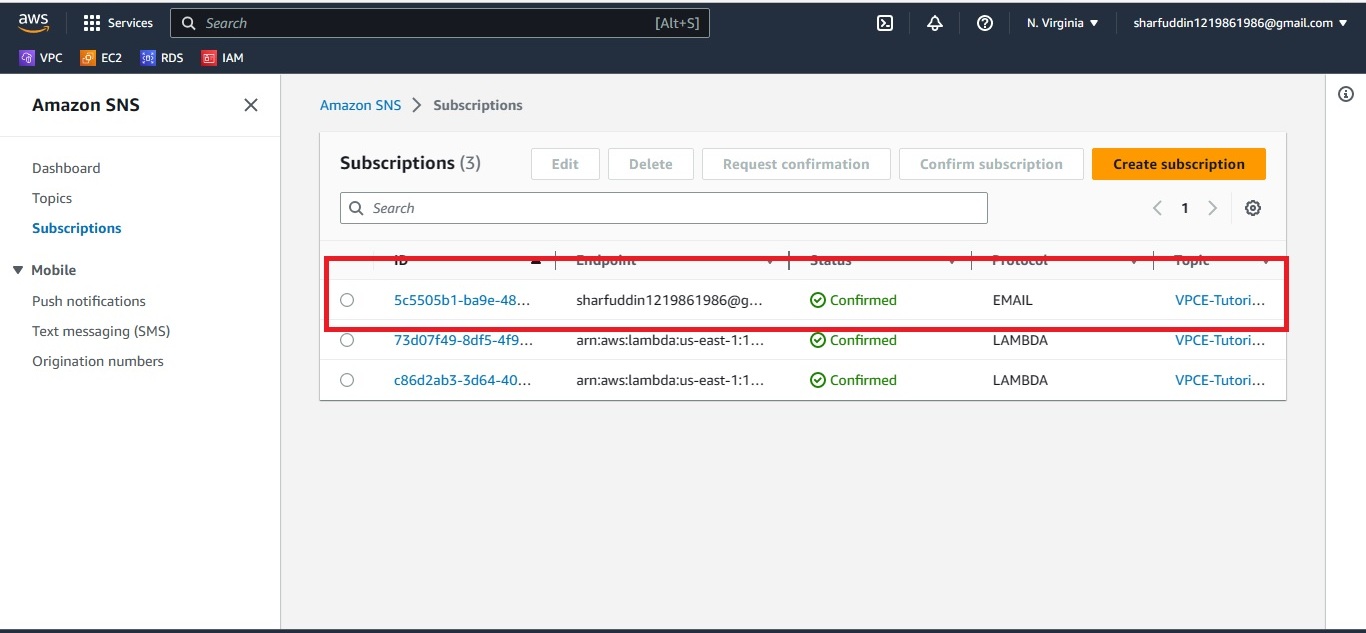 aws Services Search [Alt+S] N. Virginia sharfuddin1219861986@gmail.com
VPC EC2 RDS IAM
Amazon SNS
Dashboard
Topics
Subscriptions
Mobile
Push notifications
Text messaging (SMS)
Origination numbers
Amazon SNS Subscriptions
Subscriptions (3) Edit Delete Request confirmation Confirm subscription Create subscription
Search 1
ID Endpoint Status Protocol Topic
5c5505b1-ba9e-48... sharfuddin1219861986@g... Confirmed EMAIL VPCE-Tutori...
73d07f49-8df5-4f9... arn:aws:lambda:us-east-1:1... Confirmed LAMBDA VPCE-Tutori...
c86d2ab3-3d64-40... arn:aws:lambda:us-east-1:1... Confirmed LAMBDA VPCE-Tutori...